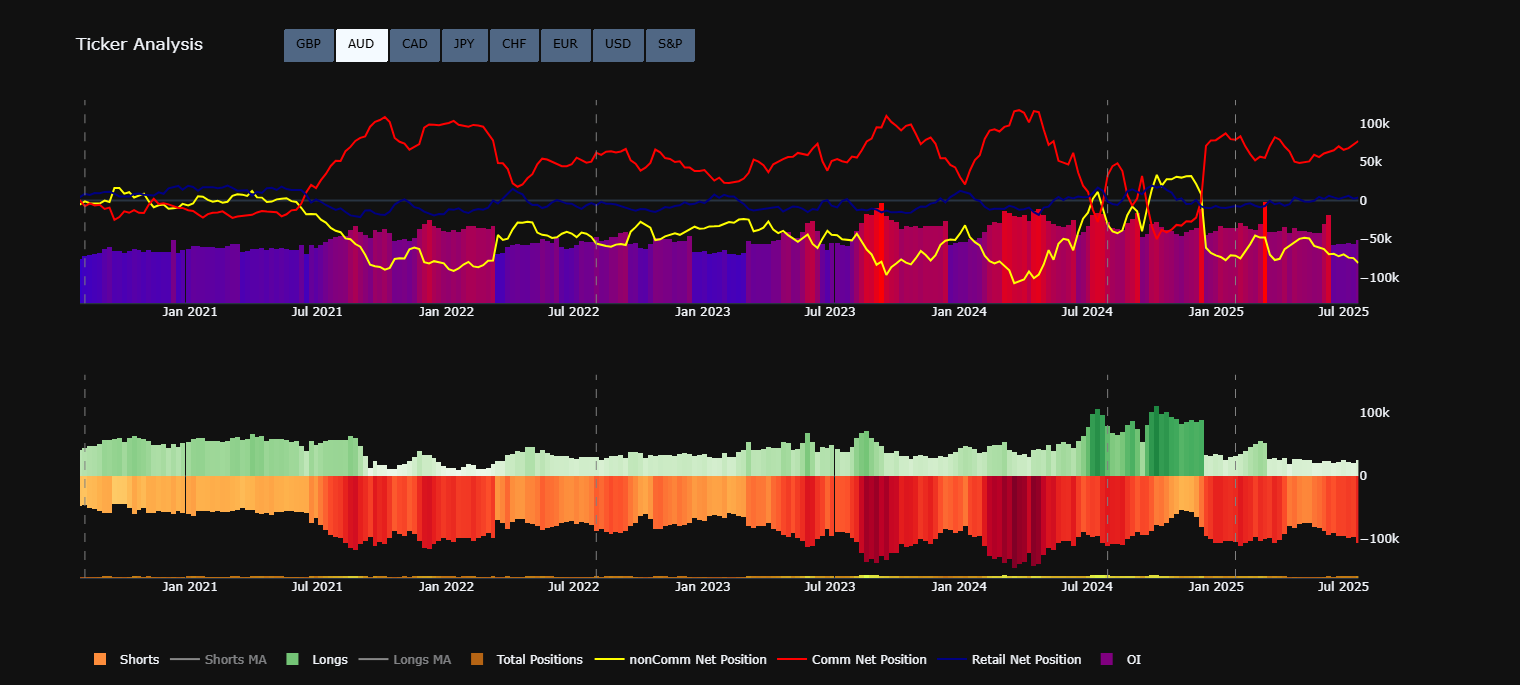 Ticker Analysis
GBP AUD CAD JPY CHF EUR USD S&P
100k
50k
0
−50k
−100k
Jan 2021 Jul 2021 Jan 2022 Jul 2022 Jan 2023 Jul 2023 Jan 2024 Jul 2024 Jan 2025 Jul 2025
100k
0
−100k
Jan 2021 Jul 2021 Jan 2022 Jul 2022 Jan 2023 Jul 2023 Jan 2024 Jul 2024 Jan 2025 Jul 2025
Shorts Shorts MA Longs Longs MA Total Positions nonComm Net Position Comm Net Position Retail Net Position OI